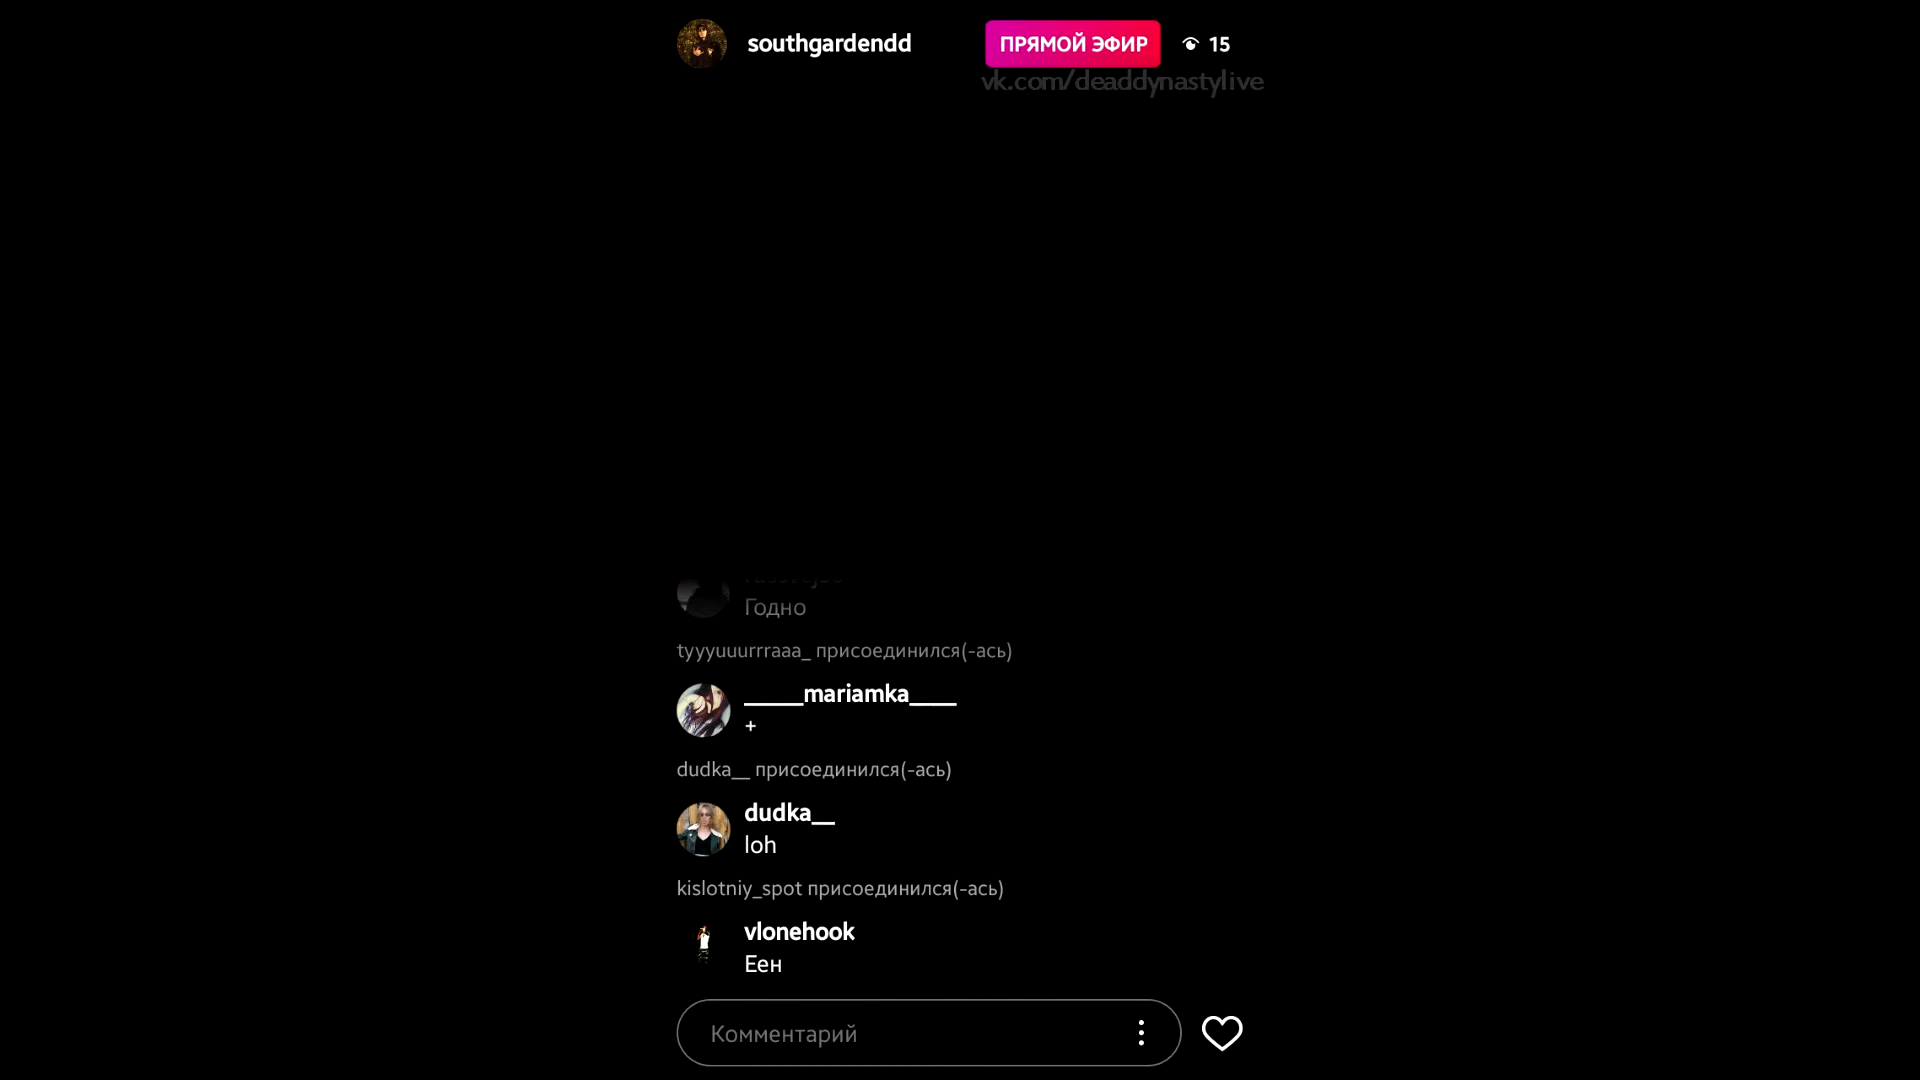 southgardendd
ПРЯМОЙ ЭФИР
15
vk.com/deaddynastylive
Годно
tyyyuuurrraaa_ присоединился(-ась)
_____mariamka____
+
dudka__ присоединился(-ась)
dudka__
loh
kislotniy_spot присоединился(-ась)
vlonehook
Еен
Комментарий